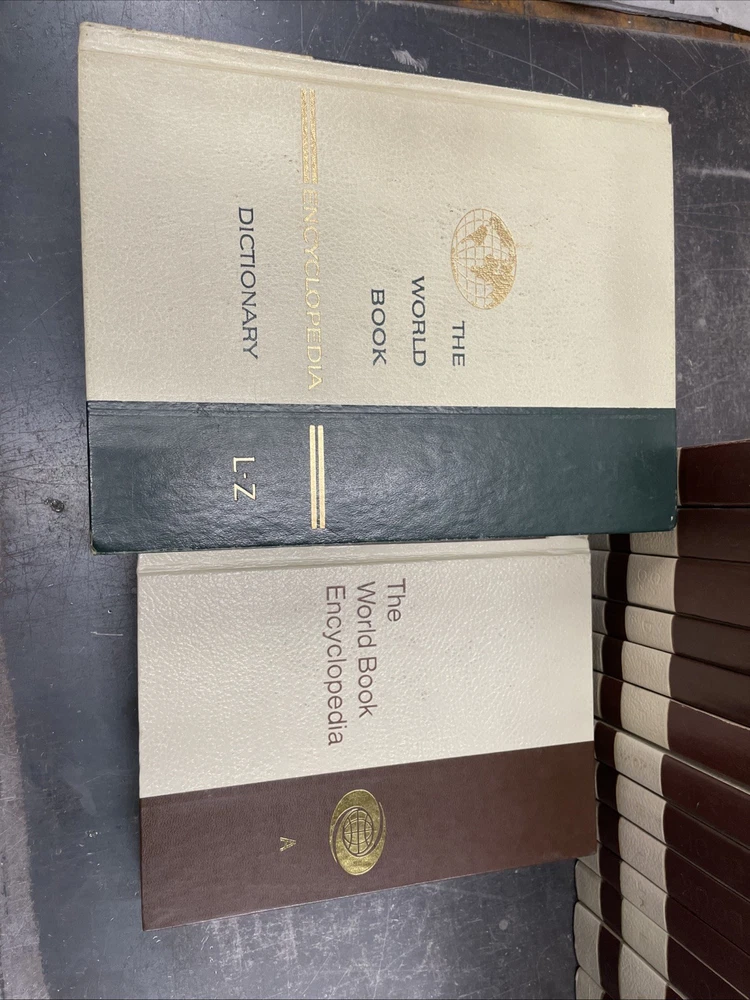 THE
WORLD
BOOK
ENCYCLOPEDIA
DICTIONARY
L-Z
The
World Book
Encyclopedia
A